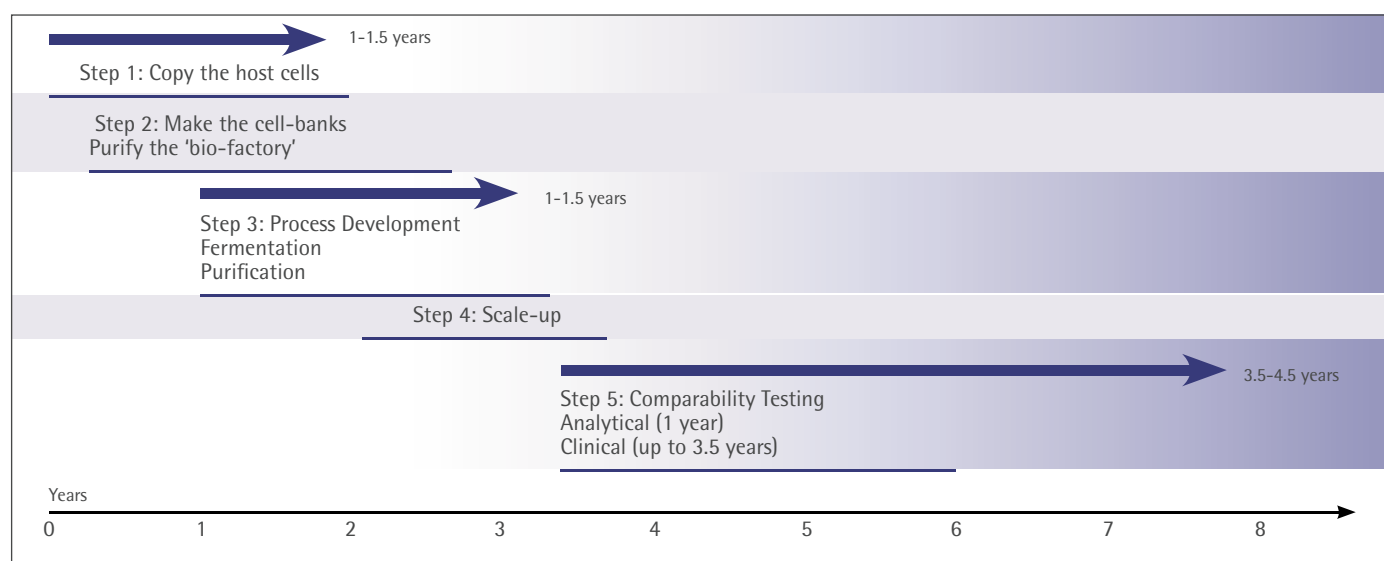 1-1.5 years
Step 1: Copy the host cells
Step 2: Make the cell-banks
Purify the ‘bio-factory’
1-1.5 years
Step 3: Process Development
Fermentation
Purification
Step 4: Scale-up
3.5-4.5 years
Step 5: Comparability Testing
Analytical (1 year)
Clinical (up to 3.5 years)
Years
0 1 2 3 4 5 6 7 8